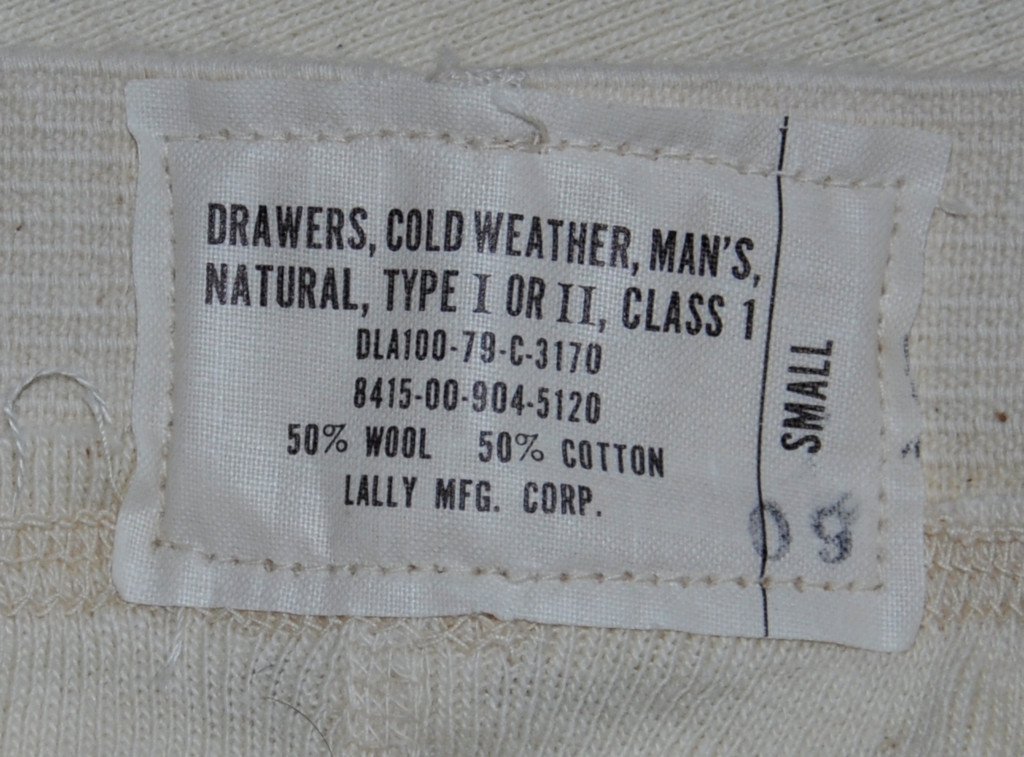 DRAWERS, COLD WEATHER, MAN'S,
NATURAL, TYPE I OR II, CLASS 1
DLA100-79-C-3170
8415-00-904-5120
50% WOOL 50% COTTON
LALLY MFG. CORP.
SMALL